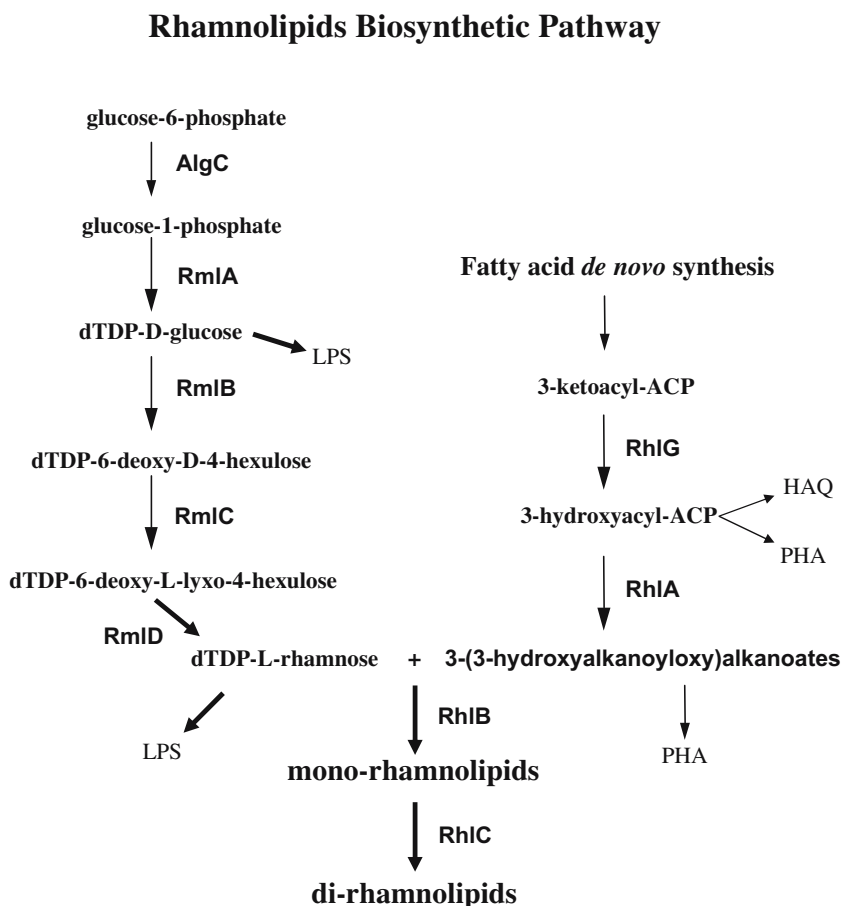 Rhamnolipids Biosynthetic Pathway
glucose-6-phosphate
AlgC
glucose-1-phosphate
RmlA
dTDP-D-glucose
LPS
RmlB
dTDP-6-deoxy-D-4-hexulose
RmlC
dTDP-6-deoxy-L-lyxo-4-hexulose
RmlD
Fatty acid de novo synthesis
3-ketoacyl-ACP
RhlG
3-hydroxyacyl-ACP
HAQ
PHA
RhlA
dTDP-L-rhamnose + 3-(3-hydroxyalkanoyloxy)alkanoates
LPS
RhlB
PHA
mono-rhamnolipids
RhlC
di-rhamnolipids